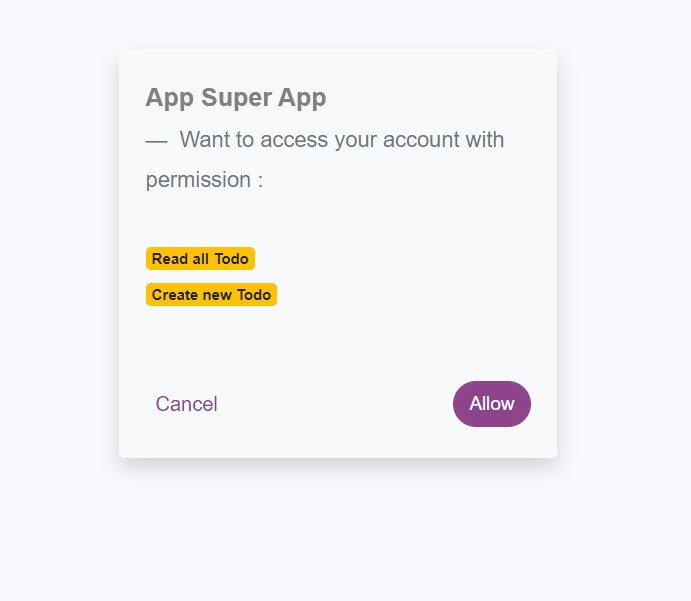 App Super App
— Want to access your account with
permission :
Read all Todo
Create new Todo
Cancel
Allow